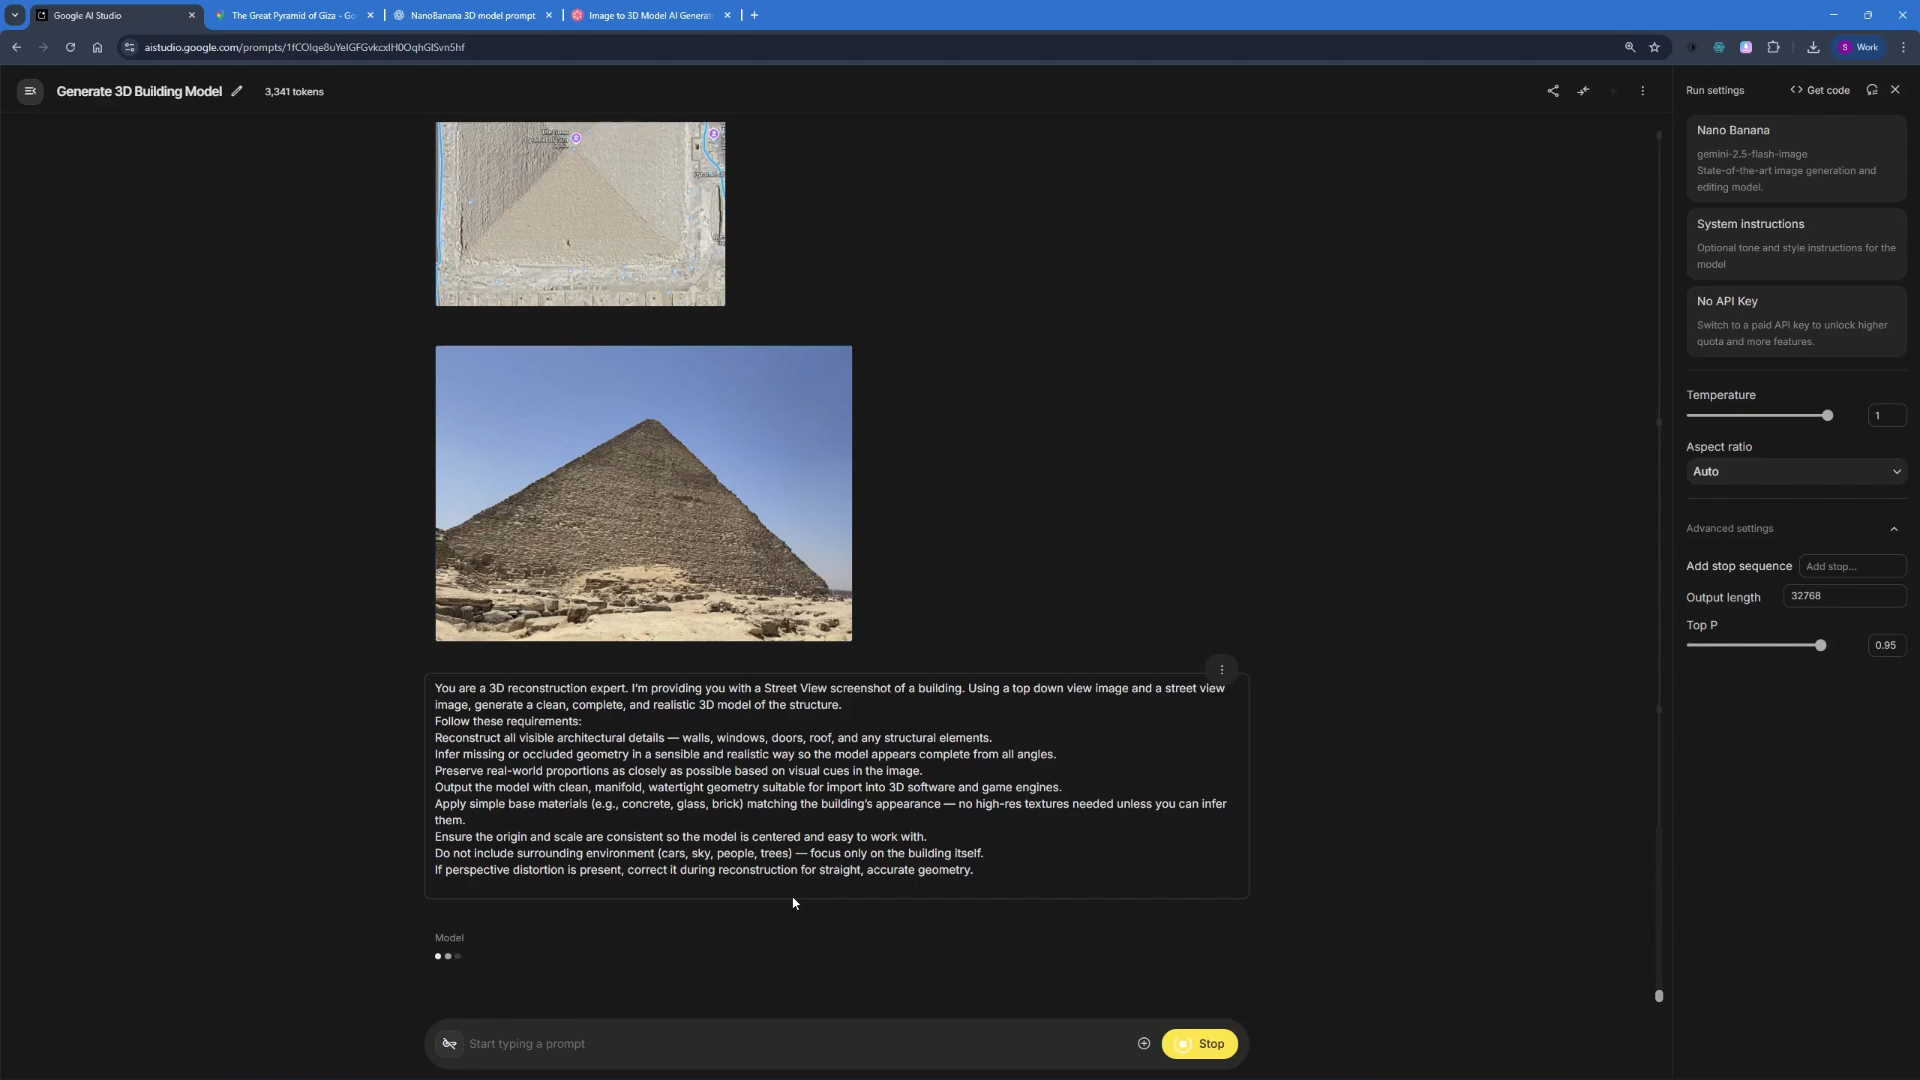 Google AI Studio
The Great Pyramid of Giza - Go
NanoBanana 3D model prompt
Image to 3D Model AI Generat
Work
Generate 3D Building Model
3,341 tokens
You are a 3D reconstruction expert. I'm providing you with a Street View screenshot of a building. Using a top down view image and a street view
image, generate a clean, complete, and realistic 3D model of the structure.
Follow these requirements:
Reconstruct all visible architectural details — walls, windows, doors, roof, and any structural elements.
Infer missing or occluded geometry in a sensible and realistic way so the model appears complete from all angles.
Preserve real-world proportions as closely as possible based on visual cues in the image.
Output the model with clean, manifold, watertight geometry suitable for import into 3D software and game engines.
Apply simple base materials (e.g., concrete, glass, brick) matching the building's appearance — no high-res textures needed unless you can infer
them.
Ensure the origin and scale are consistent so the model is centered and easy to work with.
Do not include surrounding environment (cars, sky, people, trees) — focus only on the building itself.
If perspective distortion is present, correct it during reconstruction for straight, accurate geometry.
Model
Start typing a prompt
Stop
Run settings
Get code
Nano Banana
gemini-2.5-flash-image
State-of-the-art image generation and
editing model.
System instructions
Optional tone and style instructions for the
model
No API Key
Switch to a paid API key to unlock higher
quota and more features.
Temperature
1
Aspect ratio
Auto
Advanced settings
Add stop sequence
Add stop...
Output length
32768
Top P
0.95